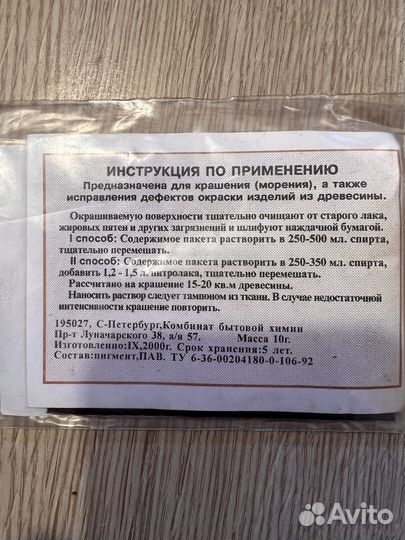 ИНСТРУКЦИЯ ПО ПРИМЕНЕНИЮ
Предназначена для крашения (морения), а также
исправления дефектов окраски изделий из древесины.
Окрашиваемую поверхность тщательно очищают от старого лака,
жировых пятен и других загрязнений и шлифуют наждачной бумагой.
I способ: Содержимое пакета растворить в 250-500 мл. спирта,
тщательно перемешать.
II способ: Содержимое пакета растворить в 250-350 мл. спирта,
добавить 1,2 - 1,5 л. нитролака, тщательно перемешать.
Рассчитано на крашение 15-20 кв.м древесины.
Наносить раствор следует тампоном из ткани. В случае недостаточной
интенсивности крашение повторить.
195027, С-Петербург,Комбинат бытовой химии
Пр-т Луначарского 38, а/я 57. Масса 10г.
Изготовленно:IX,2000г. Срок хранения:5 лет.
Состав:пигмент,ПАВ. ТУ 6-36-00204180-0-106-92
Avito